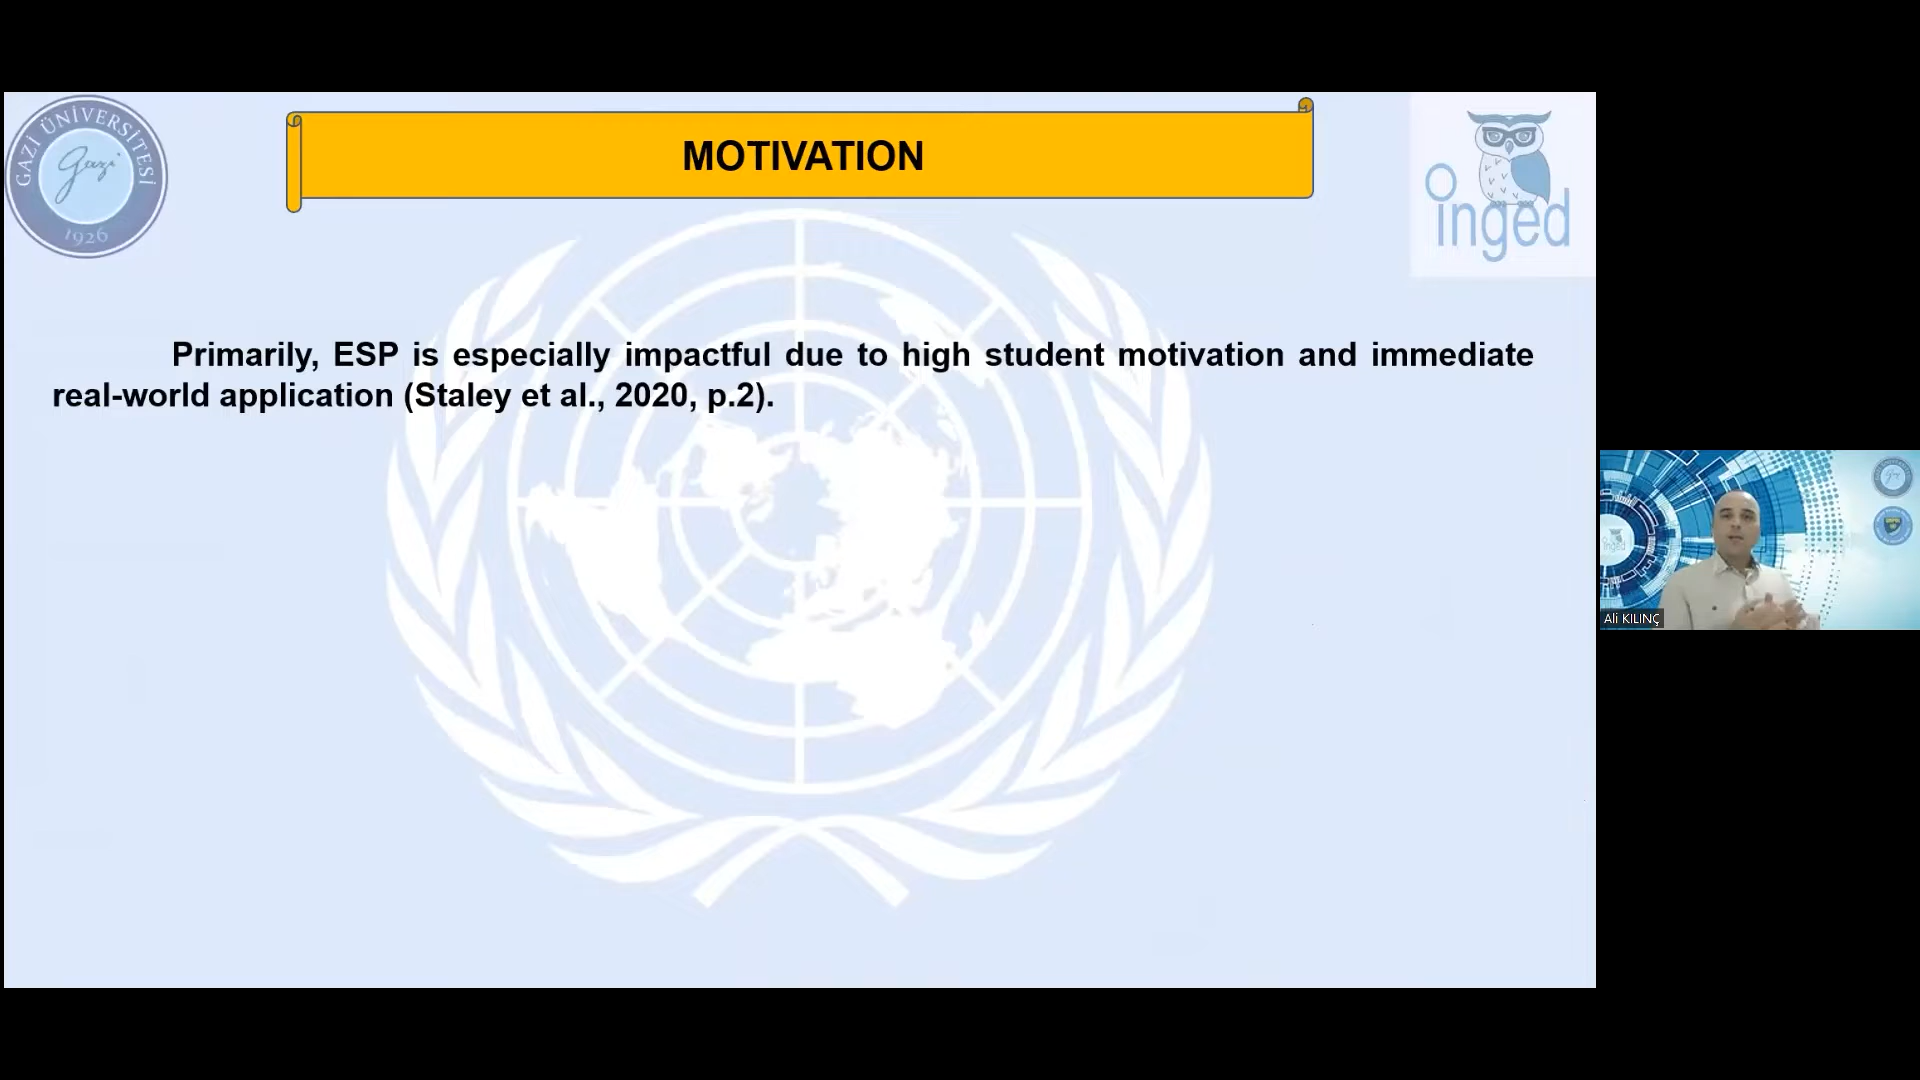 GAZİ ÜNİVERSİTESİ
Gazi
1926
MOTIVATION
inged
Primarily, ESP is especially impactful due to high student motivation and immediate
real-world application (Staley et al., 2020, p.2).
inged
Ali KILINÇ